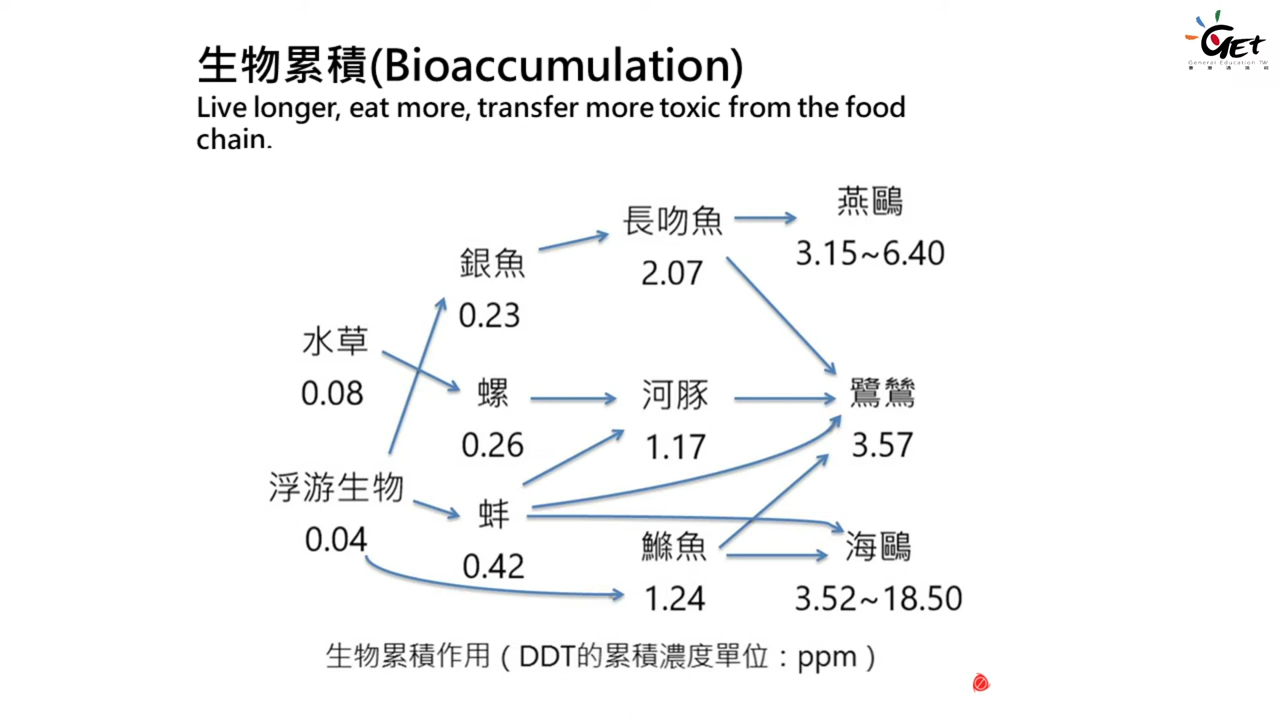 生物累積(Bioaccumulation)
Live longer, eat more, transfer more toxic from the food
chain.
GET
General Education TW
燕鷗
3.15~6.40
長吻魚
2.07
銀魚
0.23
水草
0.08
螺
0.26
河豚
1.17
鷺鷥
3.57
浮游生物
0.04
蚌
0.42
鰷魚
1.24
海鷗
3.52~18.50
生物累積作用（DDT的累積濃度單位：ppm）